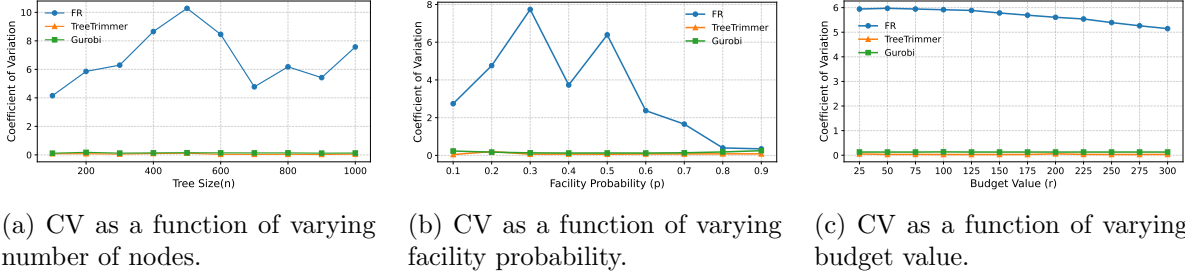 Coefficient of Variation
10
8
6
4
2
0
FR
TreeTrimmer
Gurobi
200
400
600
800
1000
Tree Size(n)
(a) CV as a function of varying
number of nodes.
Coefficient of Variation
8
6
4
2
0
FR
TreeTrimmer
Gurobi
0.1
0.2
0.3
0.4
0.5
0.6
0.7
0.8
0.9
Facility Probability (p)
(b) CV as a function of varying
facility probability.
Coefficient of Variation
6
5
4
3
2
1
0
FR
TreeTrimmer
Gurobi
25
50
75
100
125
150
175
200
225
250
275
300
Budget Value (r)
(c) CV as a function of varying
budget value.